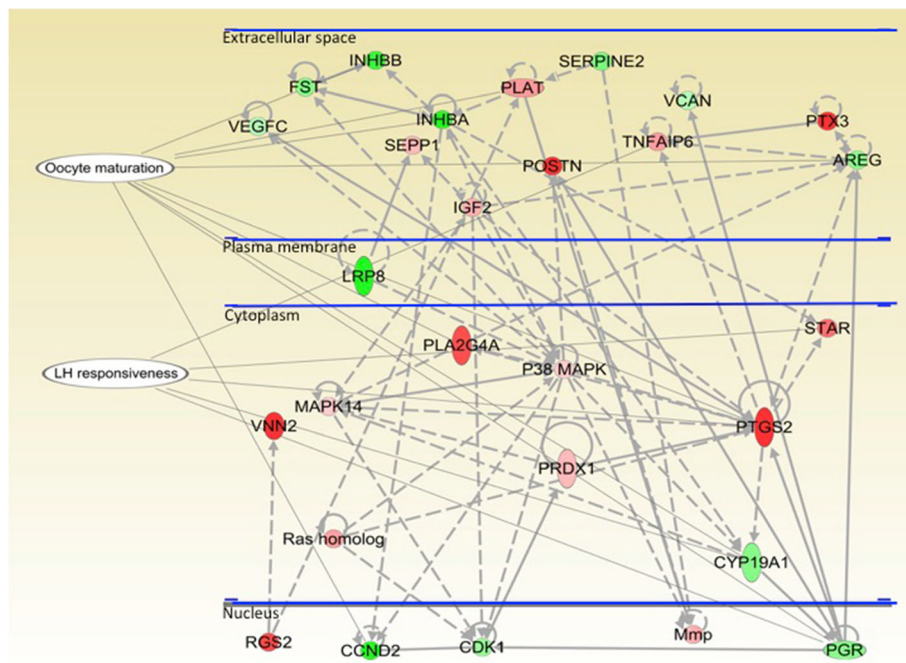 Extracellular space
INHBB
SERPINE2
FST
PLAT
VCAN
VEGFC
INHBA
PTX3
SEPP1
TNFAIP6
Oocyte maturation
POSTN
AREG
IGF2
Plasma membrane
LRP8
Cytoplasm
STAR
PLA2G4A
LH responsiveness
P38 MAPK
MAPK14
VNN2
PTGS2
PRDX1
Ras homolog
CYP19A1
Nucleus
RGS2
CCND2
CDK1
Mmp
PGR